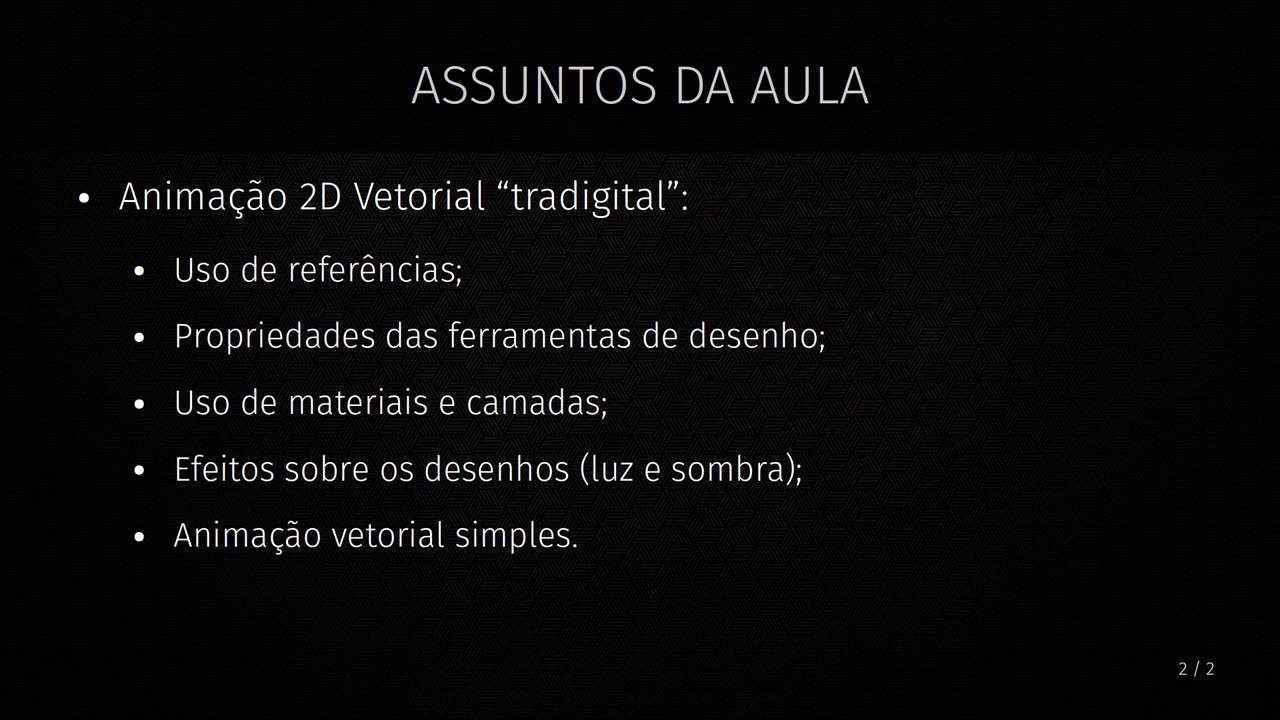 ASSUNTOS DA AULA
• Animação 2D Vetorial “tradigital”:
• Uso de referências;
• Propriedades das ferramentas de desenho;
• Uso de materiais e camadas;
• Efeitos sobre os desenhos (luz e sombra);
• Animação vetorial simples.
2 / 2